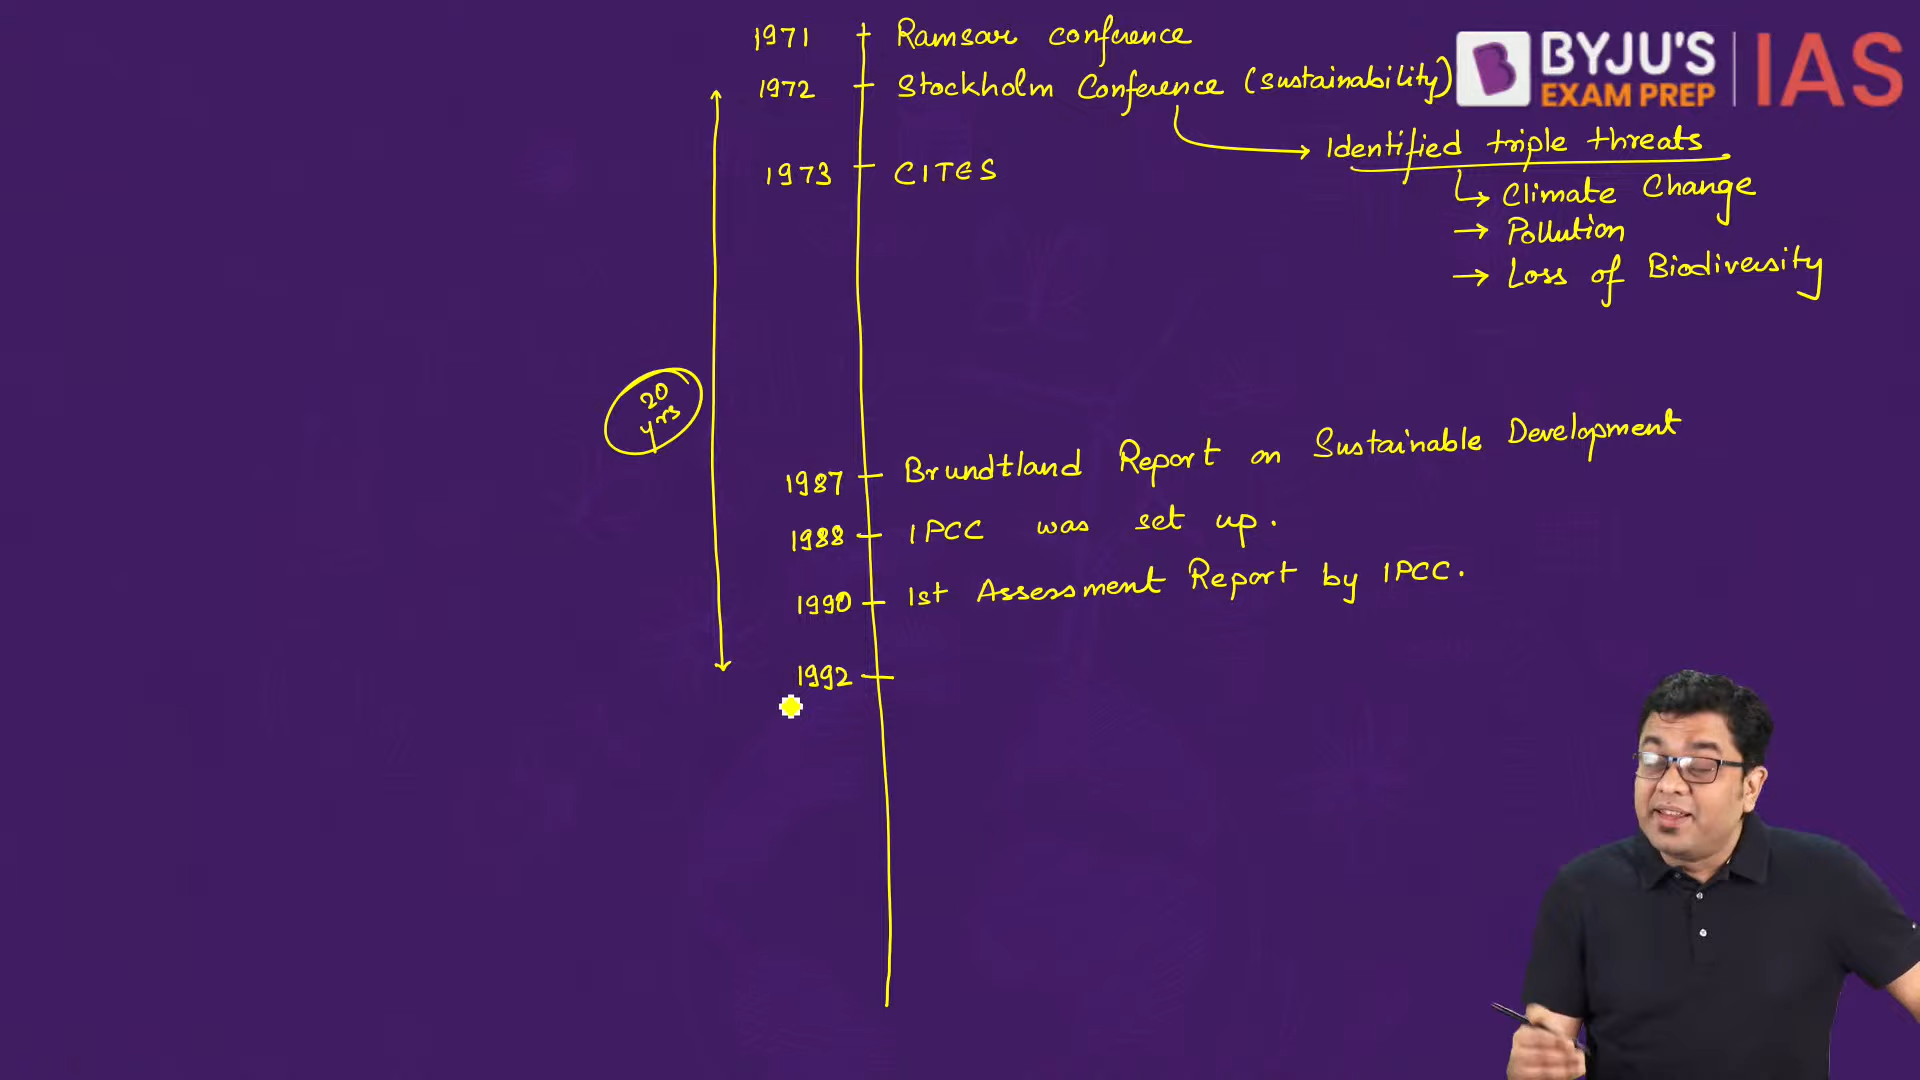 1971 Ramsar conference
BYJU'S
EXAM PREP
IAS
1972 Stockholm Conference (sustainability)
Identified triple threats
Climate Change
Pollution
Loss of Biodiversity
1973 CITES
20
yrs
1987 Brundtland Report on Sustainable Development
1988 IPCC was set up.
1990 1st Assessment Report by IPCC.
1992